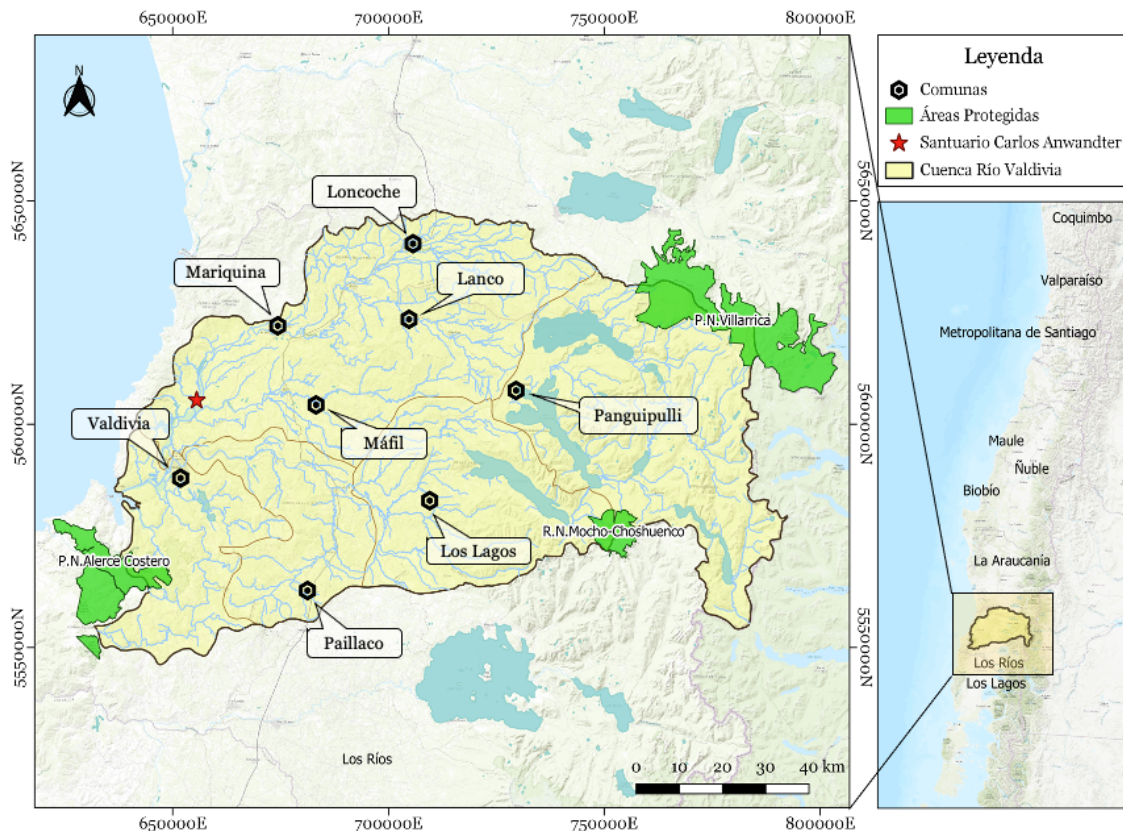 650000E
700000E
750000E
800000E
N
5650000N
5600000N
5550000N
5650000N
5600000N
5550000N
Loncoche
Mariquina
Lanco
P.N.Villarrica
Valdivia
Máfil
Panguipulli
R.N.Mocho-Choshuenco
Los Lagos
P.N.Alerce Costero
Paillaco
Los Ríos
0 10 20 30 40 km
650000E
700000E
750000E
800000E
Leyenda
Comunas
Áreas Protegidas
Santuario Carlos Anwandter
Cuenca Río Valdivia
Coquimbo
Valparaíso
Metropolitana de Santiago
Maule
Ñuble
Biobío
La Araucanía
Los Ríos
Los Lagos